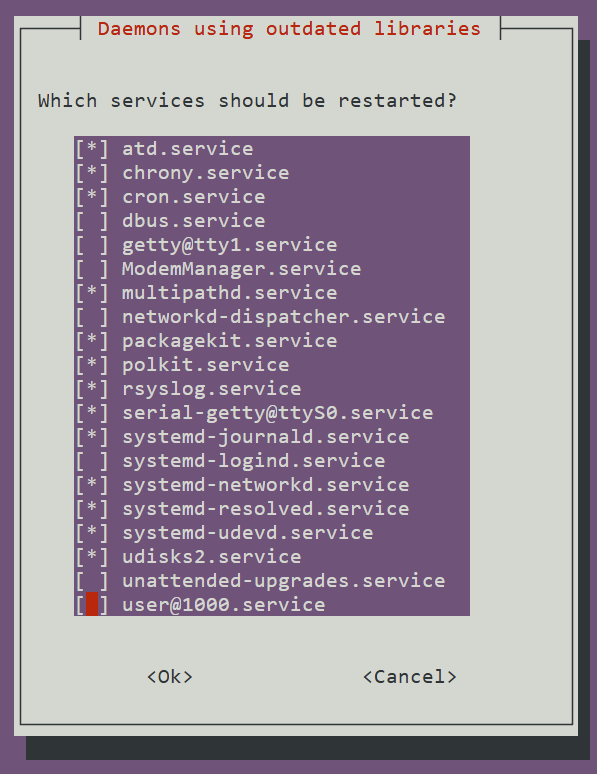 Daemons using outdated libraries
Which services should be restarted?
[*] atd.service
[*] chrony.service
[*] cron.service
[ ] dbus.service
[ ] getty@tty1.service
[ ] ModemManager.service
[*] multipathd.service
[ ] networkd-dispatcher.service
[*] packagekit.service
[*] polkit.service
[*] rsyslog.service
[*] serial-getty@ttyS0.service
[*] systemd-journald.service
[ ] systemd-logind.service
[*] systemd-networkd.service
[*] systemd-resolved.service
[*] systemd-udevd.service
[*] udisks2.service
[ ] unattended-upgrades.service
[ ] user@1000.service
<Ok> <Cancel>